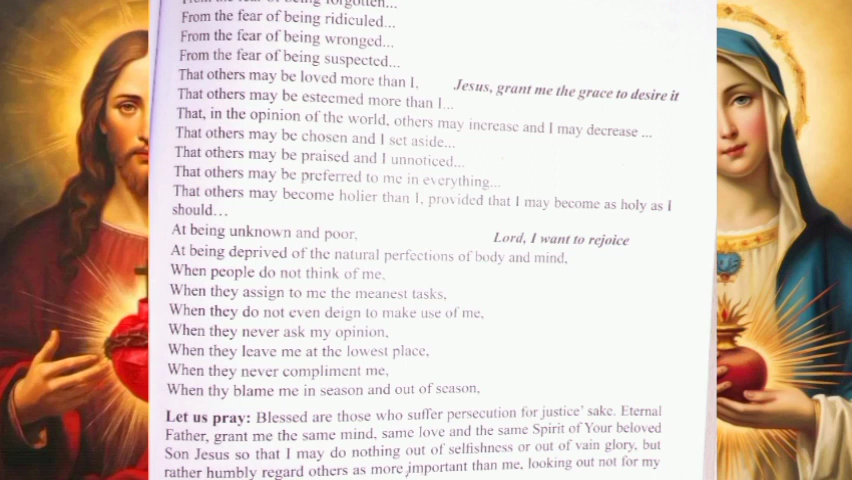 From the fear of being forgotten...
From the fear of being ridiculed...
From the fear of being wronged...
From the fear of being suspected...
That others may be loved more than I, Jesus, grant me the grace to desire it
That others may be esteemed more than I...
That, in the opinion of the world, others may increase and I may decrease ...
That others may be chosen and I set aside...
That others may be praised and I unnoticed...
That others may be preferred to me in everything...
That others may become holier than I, provided that I may become as holy as I
should...
At being unknown and poor, Lord, I want to rejoice
At being deprived of the natural perfections of body and mind,
When people do not think of me,
When they assign to me the meanest tasks,
When they do not even deign to make use of me,
When they never ask my opinion,
When they leave me at the lowest place,
When they never compliment me,
When thy blame me in season and out of season,
Let us pray: Blessed are those who suffer persecution for justice' sake. Eternal
Father, grant me the same mind, same love and the same Spirit of Your beloved
Son Jesus so that I may do nothing out of selfishness or out of vain glory, but
rather humbly regard others as more important than me, looking out not for my